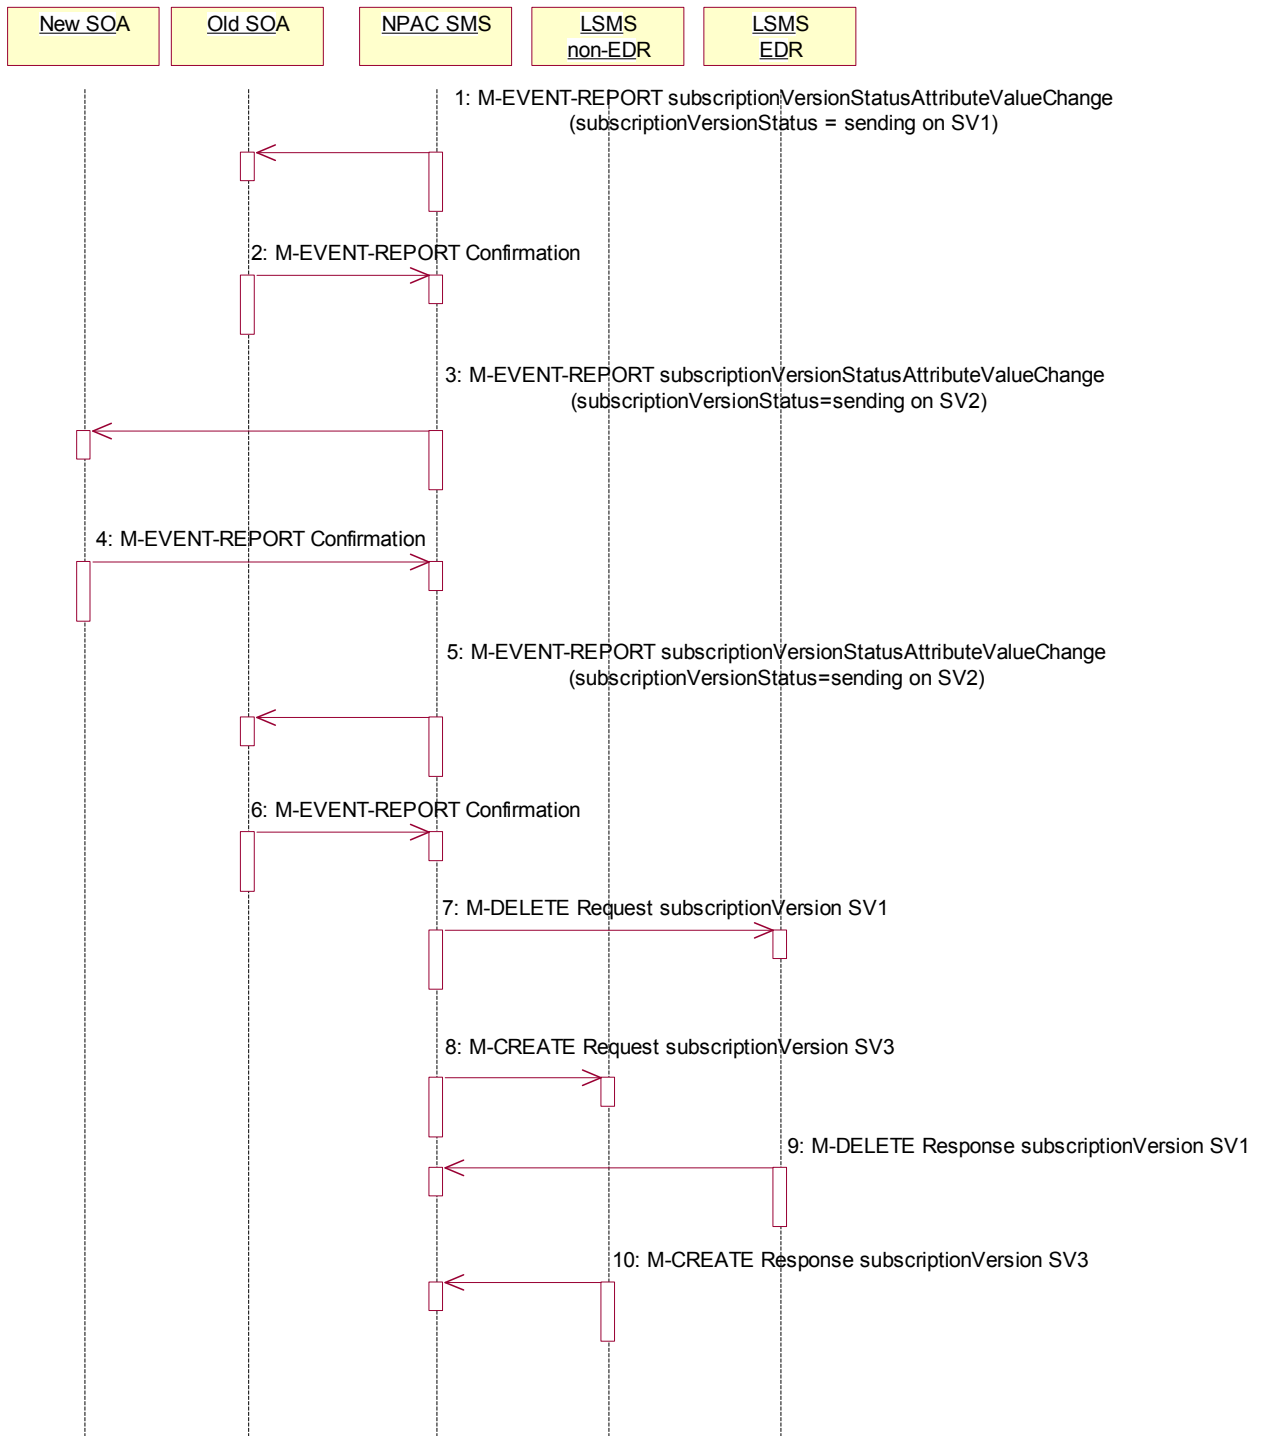 New SOA
Old SOA
NPAC SMS
LSMS
non-EDR
LSMS
EDR
1: M-EVENT-REPORT subscriptionVersionStatusAttributeValueChange
(subscriptionVersionStatus = sending on SV1)
2: M-EVENT-REPORT Confirmation
3: M-EVENT-REPORT subscriptionVersionStatusAttributeValueChange
(subscriptionVersionStatus=sending on SV2)
4: M-EVENT-REPORT Confirmation
5: M-EVENT-REPORT subscriptionVersionStatusAttributeValueChange
(subscriptionVersionStatus=sending on SV2)
6: M-EVENT-REPORT Confirmation
7: M-DELETE Request subscriptionVersion SV1
8: M-CREATE Request subscriptionVersion SV3
9: M-DELETE Response subscriptionVersion SV1
10: M-CREATE Response subscriptionVersion SV3